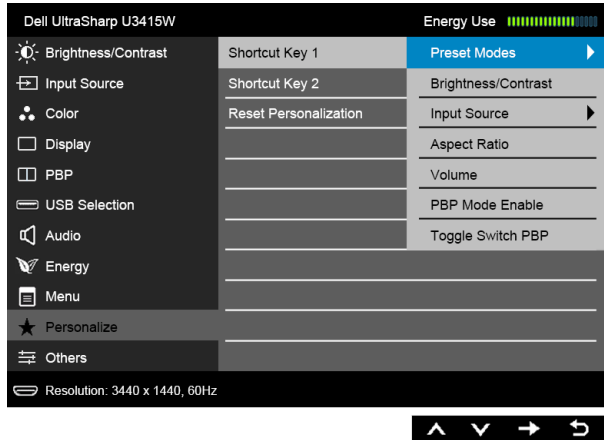 Dell UltraSharp U3415W
Energy Use
Brightness/Contrast
Input Source
Color
Display
PBP
USB Selection
Audio
Energy
Menu
Personalize
Others
Shortcut Key 1
Shortcut Key 2
Reset Personalization
Preset Modes
Brightness/Contrast
Input Source
Aspect Ratio
Volume
PBP Mode Enable
Toggle Switch PBP
Resolution: 3440 x 1440, 60Hz